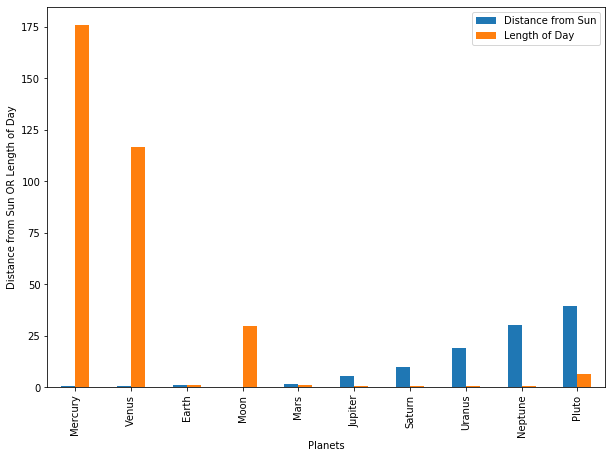 Distance from Sun
Length of Day
Distance from Sun OR Length of Day
175
150
125
100
75
50
25
0
Mercury
Venus
Earth
Moon
Mars
Jupiter
Saturn
Uranus
Neptune
Pluto
Planets